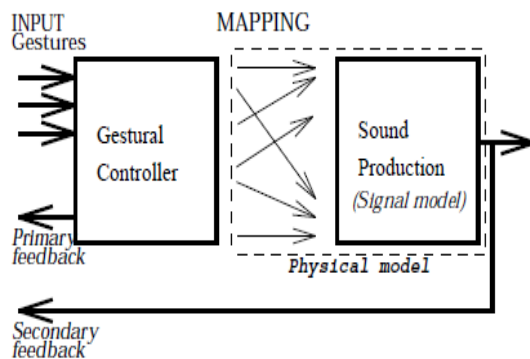 INPUT
Gestures
MAPPING
Gestural
Controller
Sound
Production
(Signal model)
Physical model
Primary
feedback
Secondary
feedback